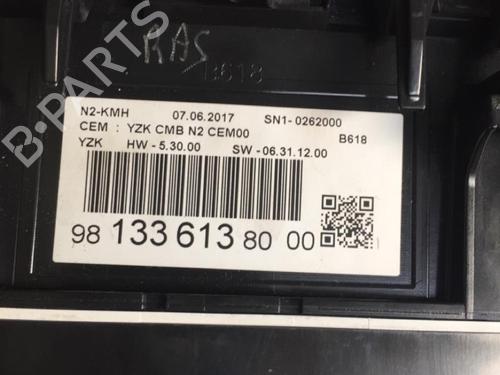 RAS
B618
N2-KMH 07.06.2017 SN1- 0262000
CEM : YZK CMB N2 CEM00 B618
YZK HW - 5.30.00 SW - 06.31.12.00
98 133 613 80 00
B-PARTS